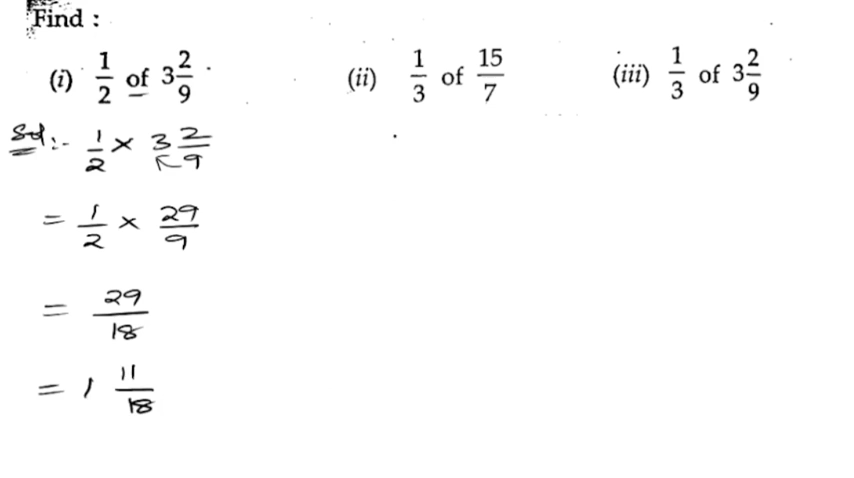 Find :
(i) 1/2 of 3 2/9 (ii) 1/3 of 15/7 (iii) 1/3 of 3 2/9
Sol:- 1/2 × 3 2/9
= 1/2 × 29/9
= 29/18
= 1 11/18